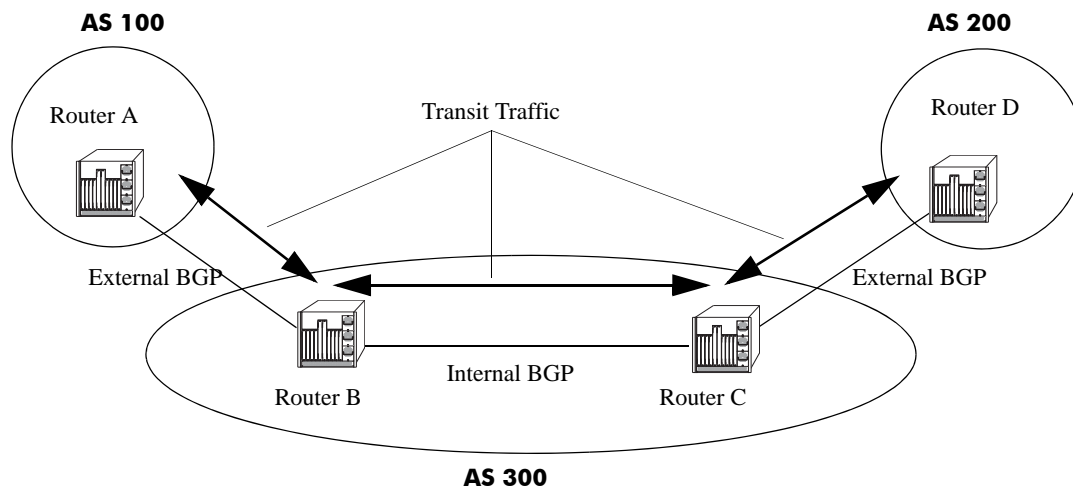 AS 100
AS 200
Router A
Transit Traffic
Router D
External BGP
External BGP
Router B
Internal BGP
Router C
AS 300